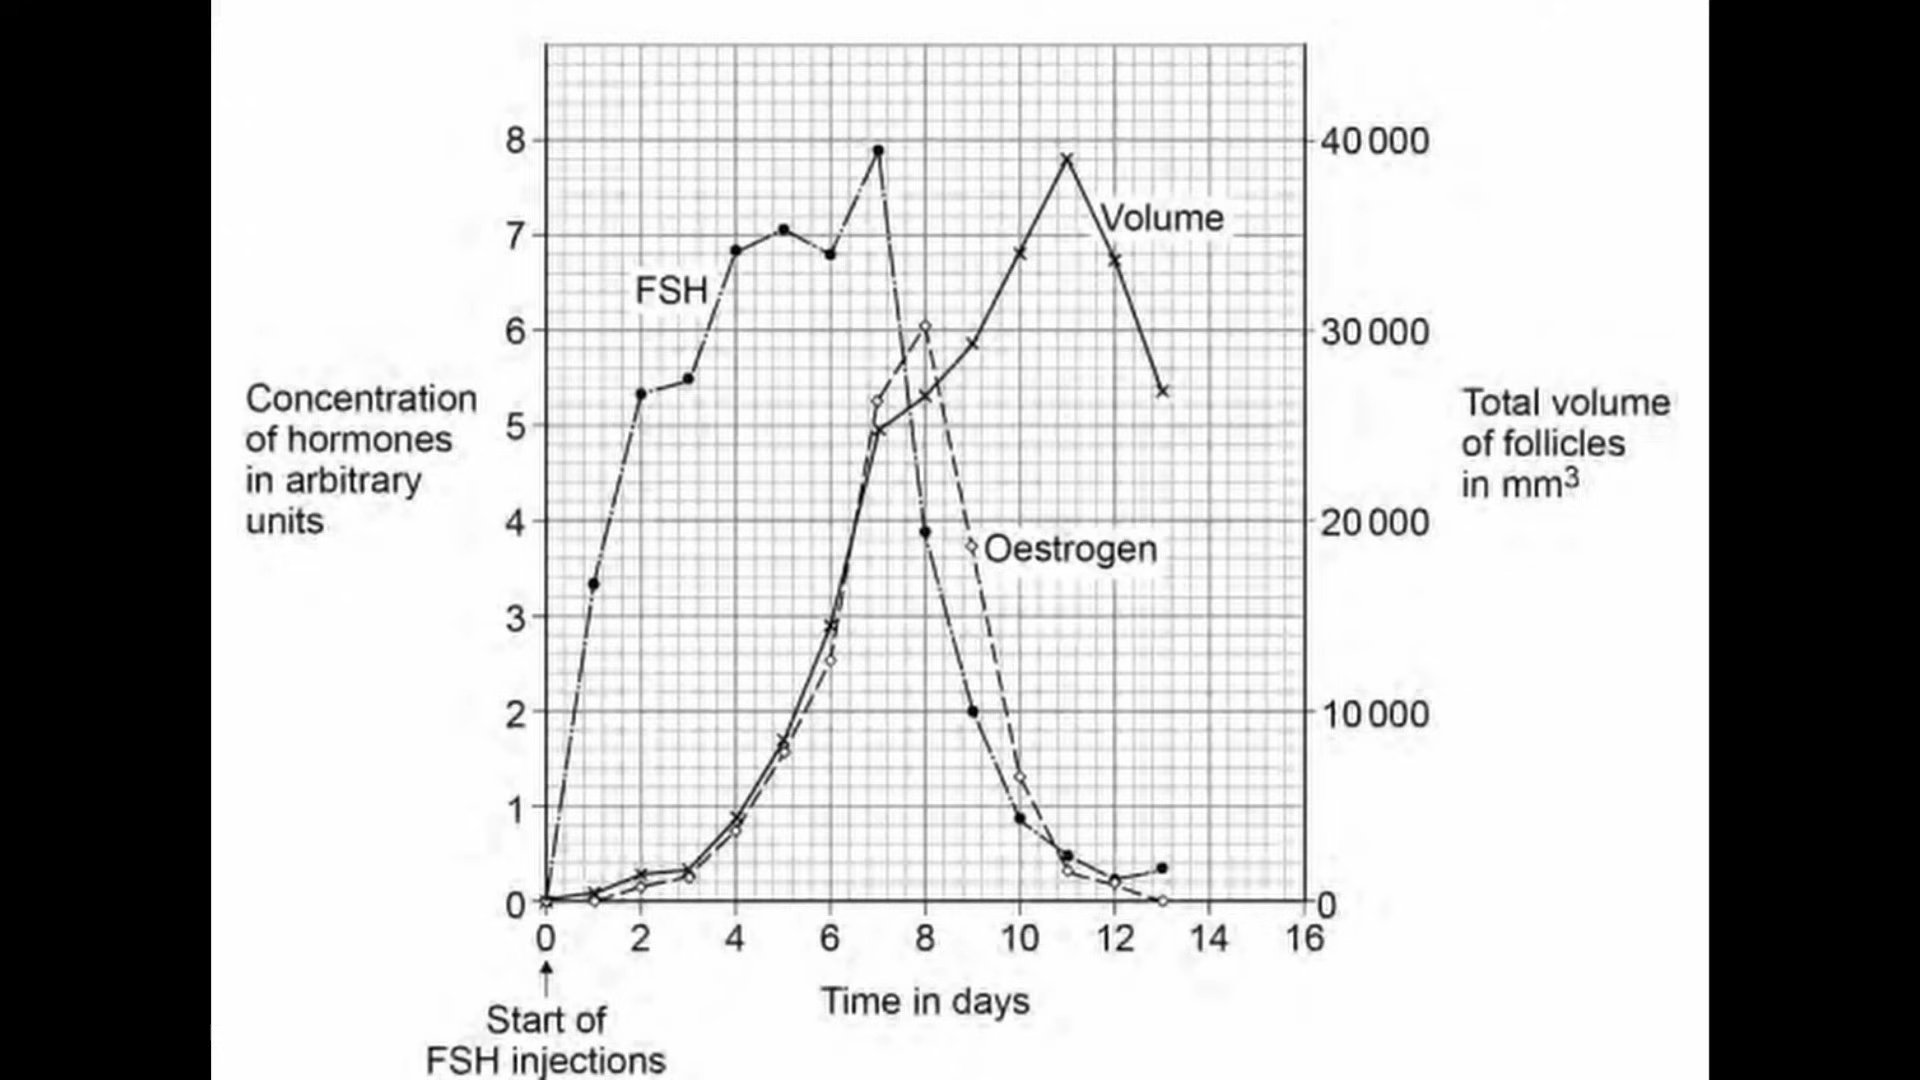 8
7
6
5
4
3
2
1
0
40 000
30 000
20 000
10 000
0
FSH
Volume
Oestrogen
Concentration
of hormones
in arbitrary
units
Total volume
of follicles
in mm³
0 2 4 6 8 10 12 14 16
Time in days
Start of
FSH injections